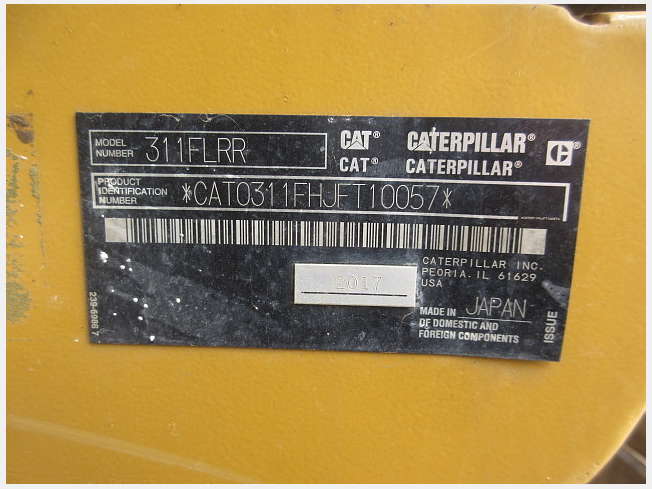 MODEL NUMBER 311FLRR
CAT® CATERPILLAR®
CAT® CATERPILLAR®
PRODUCT IDENTIFICATION NUMBER *CAT0311FHJFT10057*
CATERPILLAR INC.
PEORIA, IL 61629
USA
2017
MADE IN JAPAN
OF DOMESTIC AND
FOREIGN COMPONENTS
ISSUE
239-6986 7